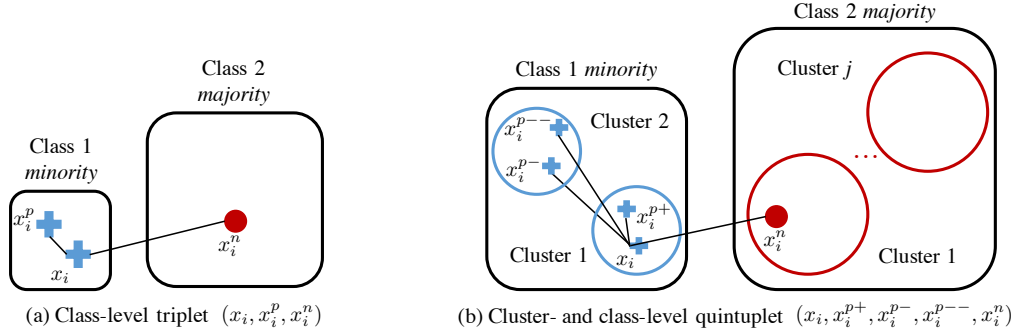 Class 1
minority
Class 2
majority
x_i^p
x_i
x_i^n
(a) Class-level triplet (x_i, x_i^p, x_i^n)
Class 1 minority
Cluster 2
x_i^{p--}
x_i^{p-}
x_i^{p+}
Cluster 1
x_i
Class 2 majority
Cluster j
...
x_i^n
Cluster 1
(b) Cluster- and class-level quintuplet (x_i, x_i^{p+}, x_i^{p-}, x_i^{p--}, x_i^n)